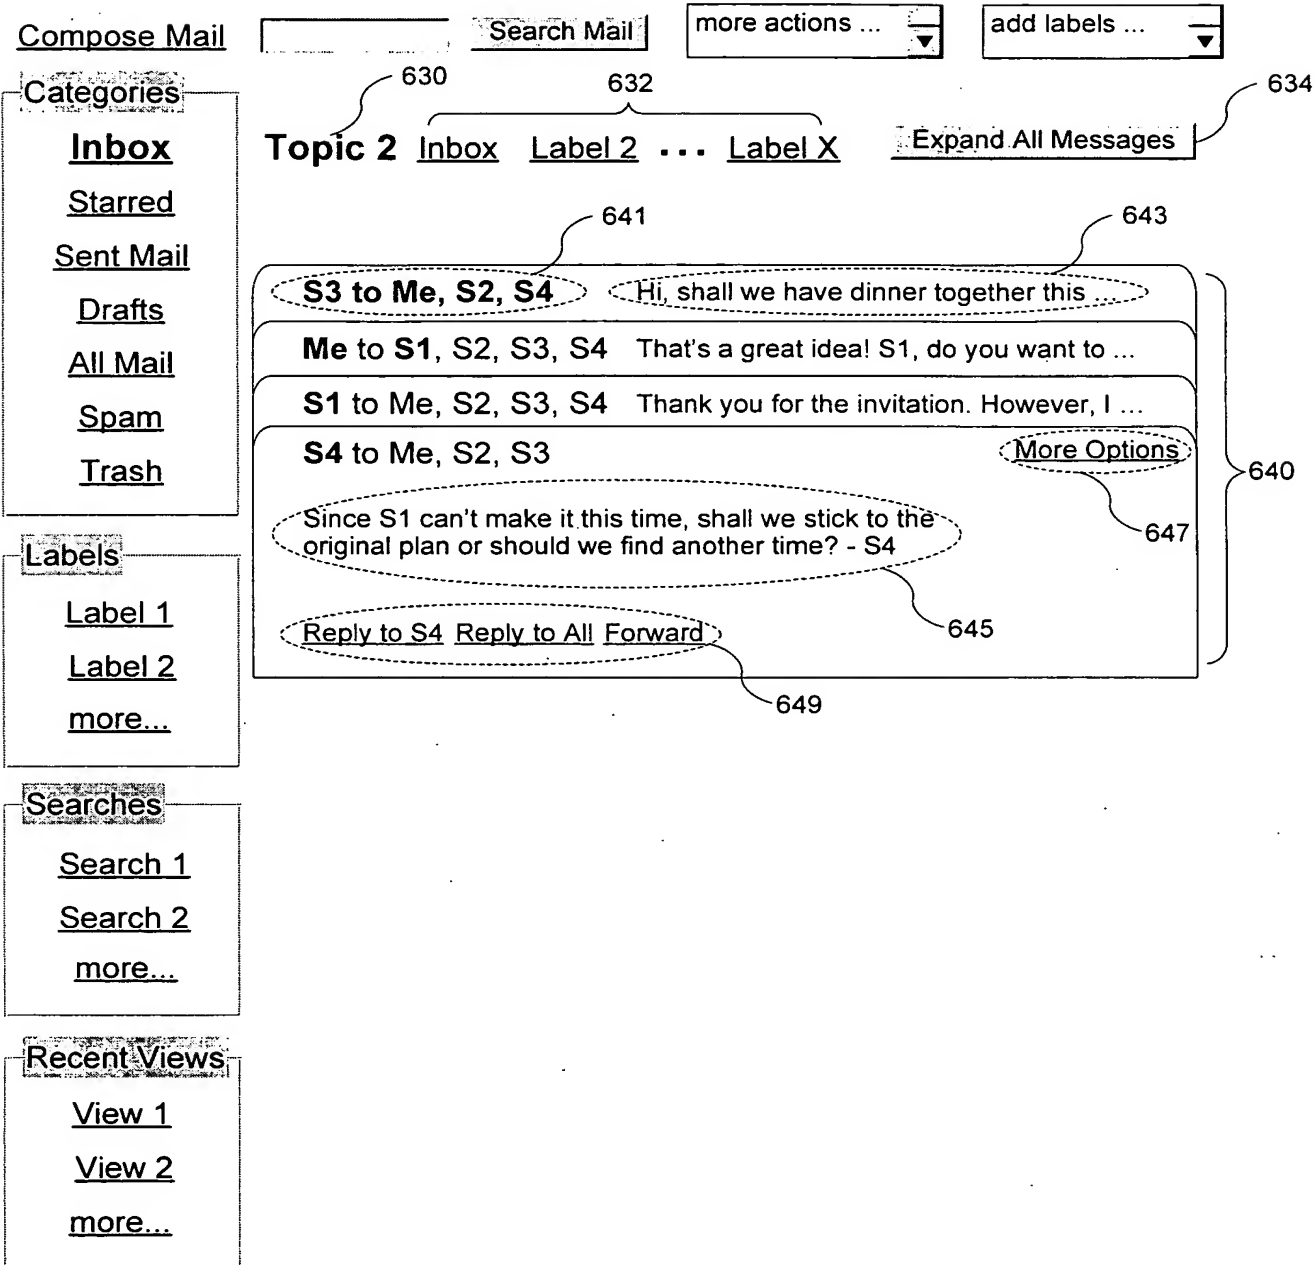 Compose Mail
Search Mail
more actions ...
add labels ...
630
632
634
Categories
Inbox
Starred
Sent Mail
Drafts
All Mail
Spam
Trash
Topic 2 Inbox Label 2 ... Label X
Expand All Messages
641
643
S3 to Me, S2, S4 Hi, shall we have dinner together this ...
Me to S1, S2, S3, S4 That's a great idea! S1, do you want to ...
S1 to Me, S2, S3, S4 Thank you for the invitation. However, I ...
S4 to Me, S2, S3 More Options
640
647
Since S1 can't make it this time, shall we stick to the
original plan or should we find another time? - S4
645
Reply to S4 Reply to All Forward
649
Labels
Label 1
Label 2
more...
Searches
Search 1
Search 2
more...
Recent Views
View 1
View 2
more...